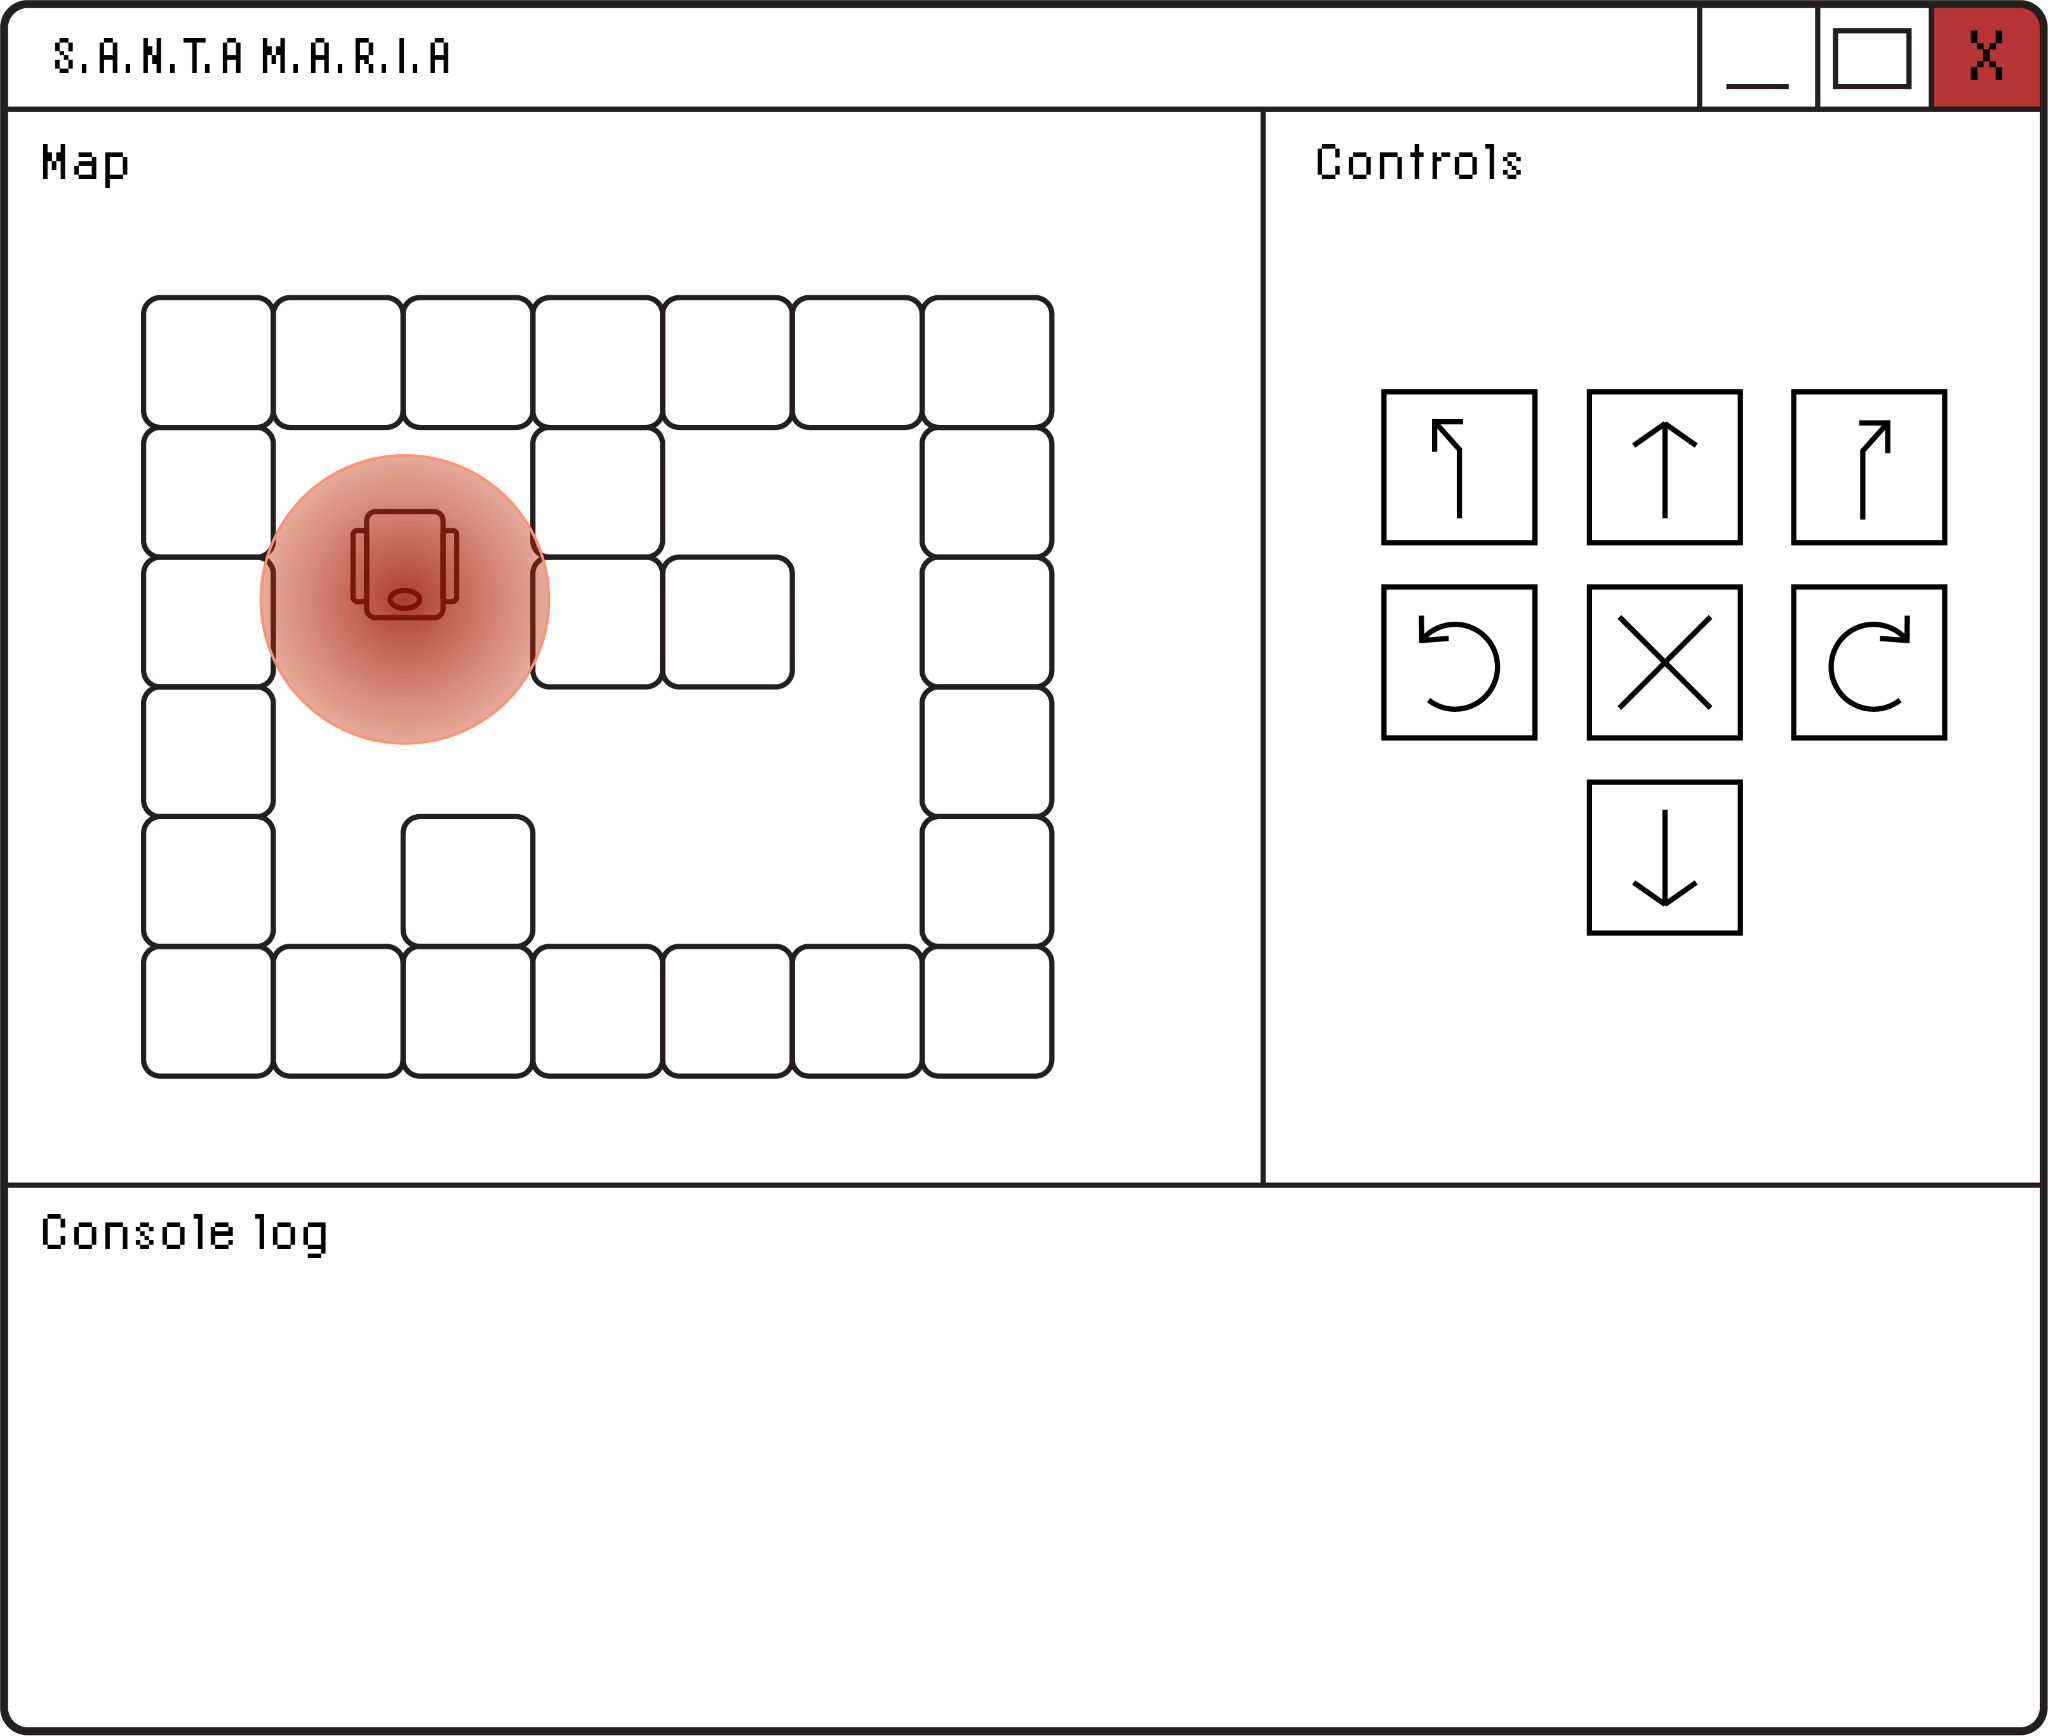 S.A.N.T.A M.A.R.I.A
X
Map
Controls
Console log